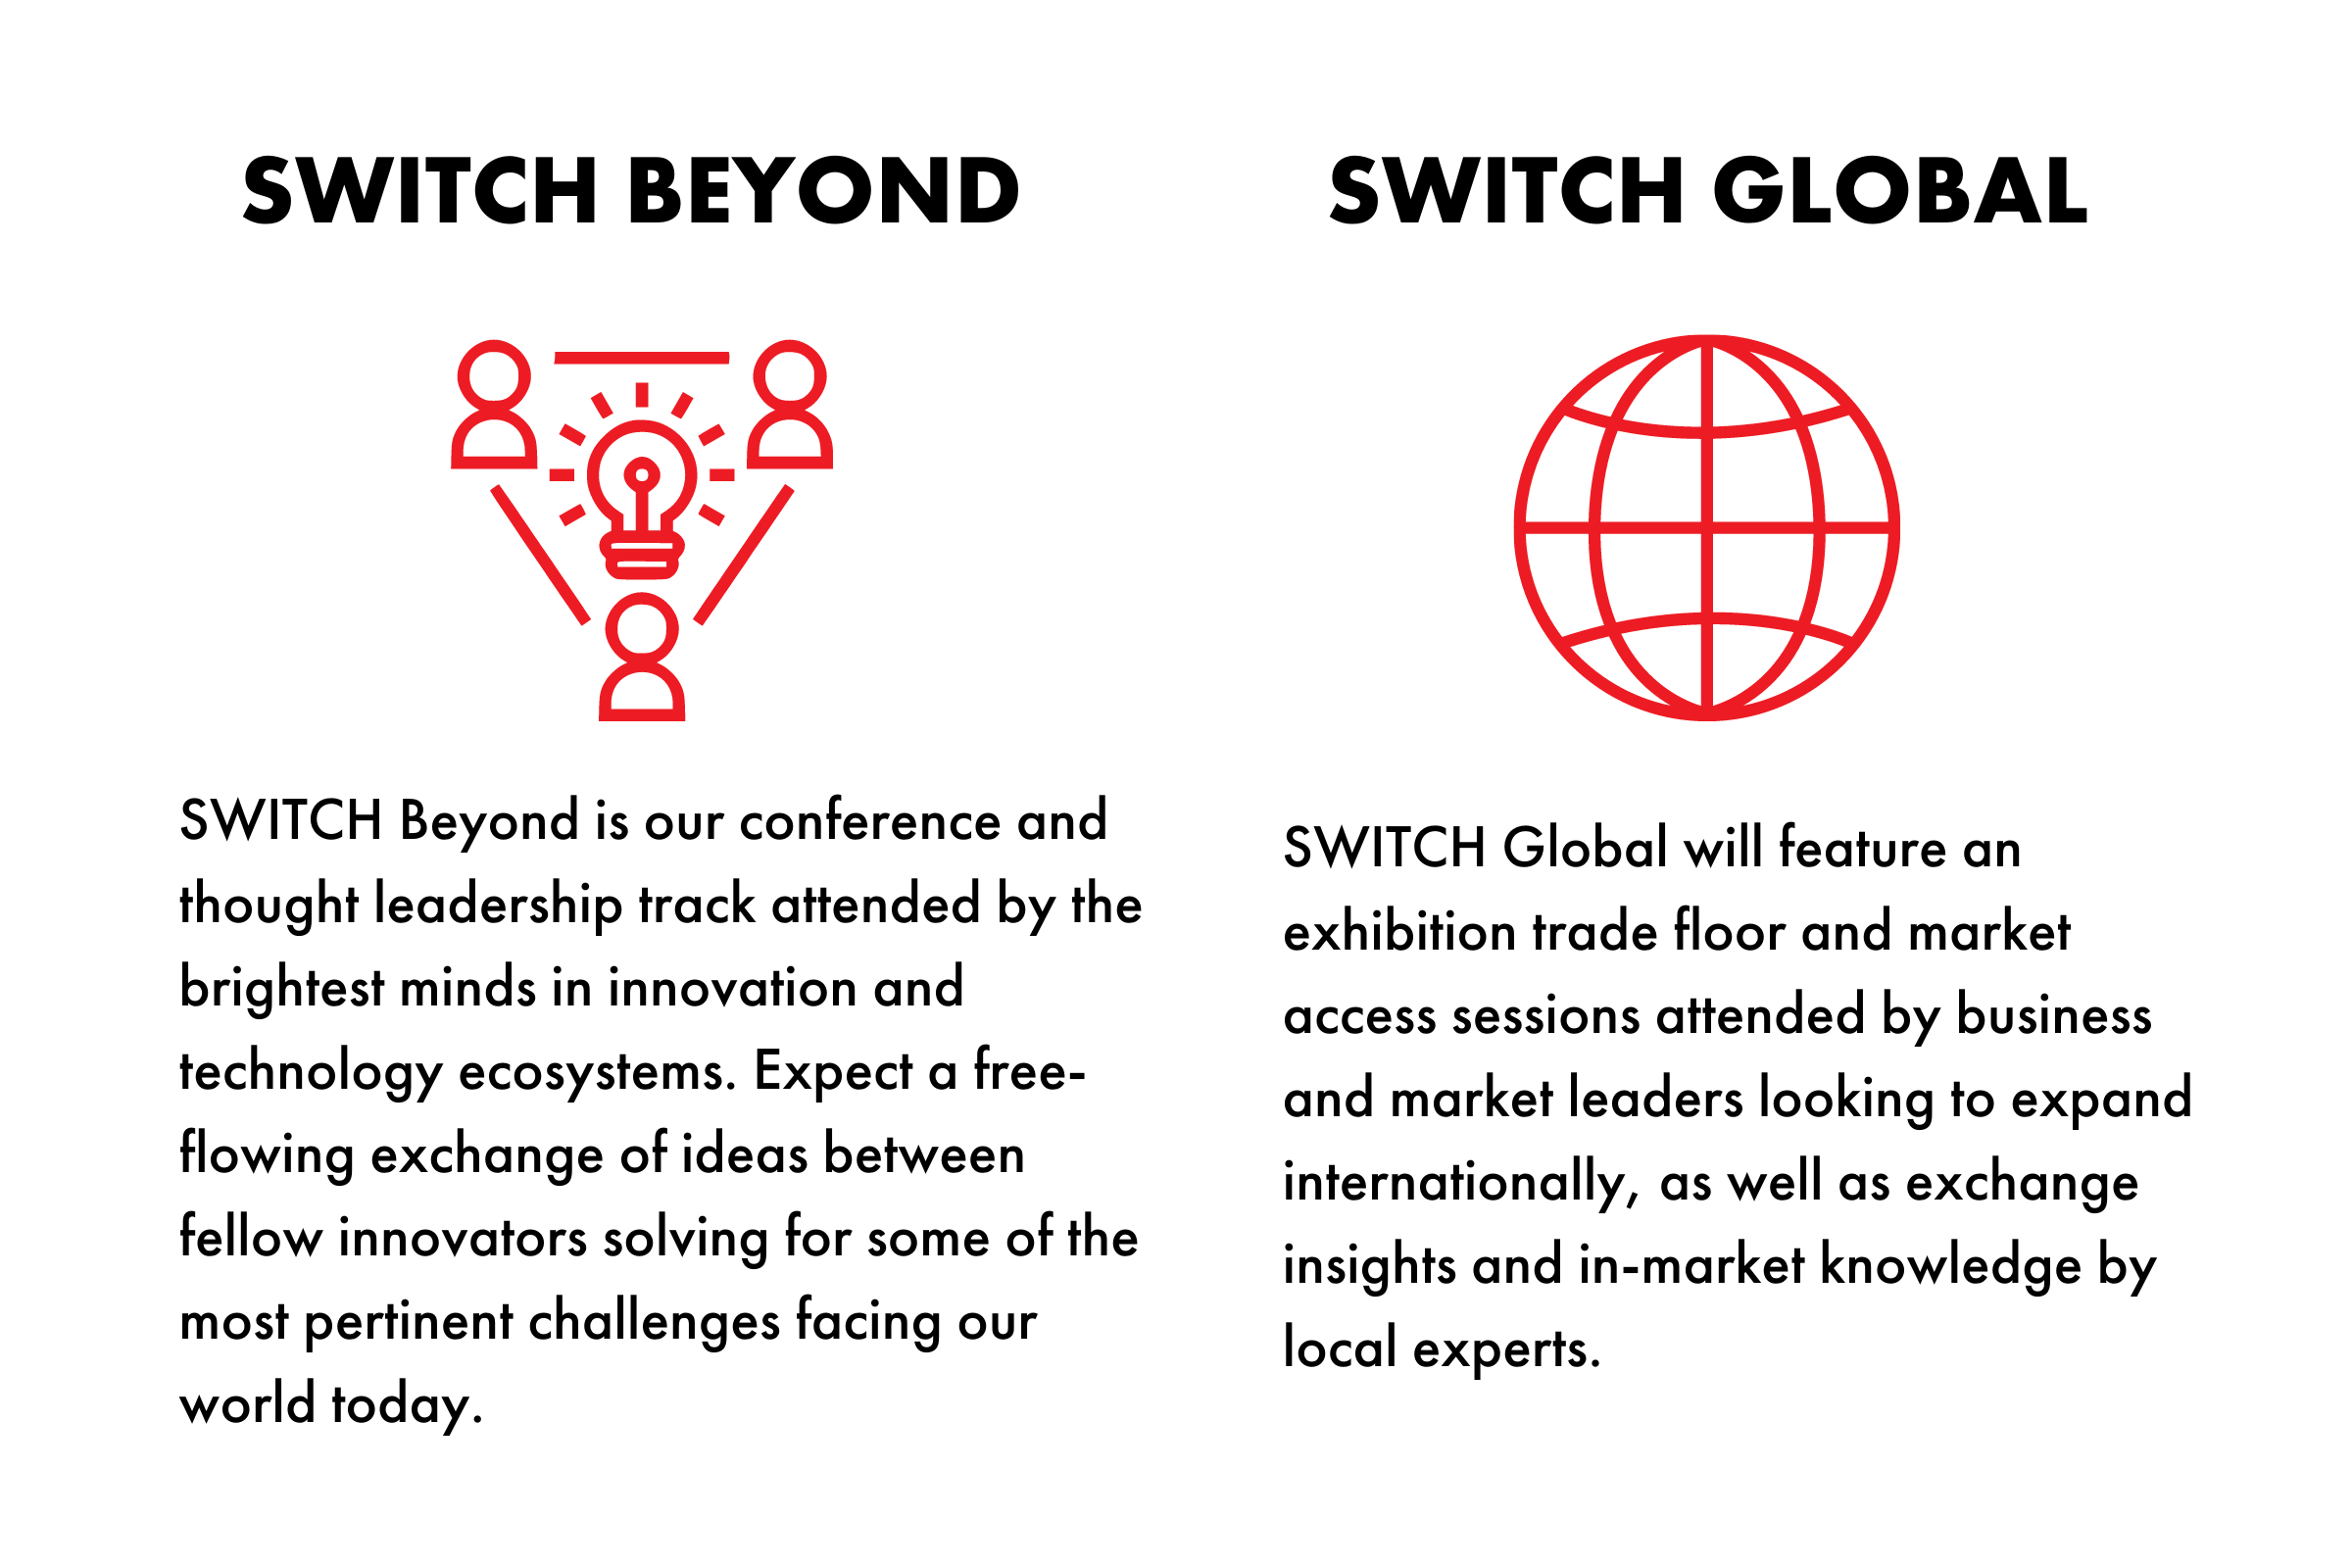 SWITCH BEYOND
SWITCH Beyond is our conference and
thought leadership track attended by the
brightest minds in innovation and
technology ecosystems. Expect a free-
flowing exchange of ideas between
fellow innovators solving for some of the
most pertinent challenges facing our
world today.
SWITCH GLOBAL
SWITCH Global will feature an
exhibition trade floor and market
access sessions attended by business
and market leaders looking to expand
internationally, as well as exchange
insights and in-market knowledge by
local experts.